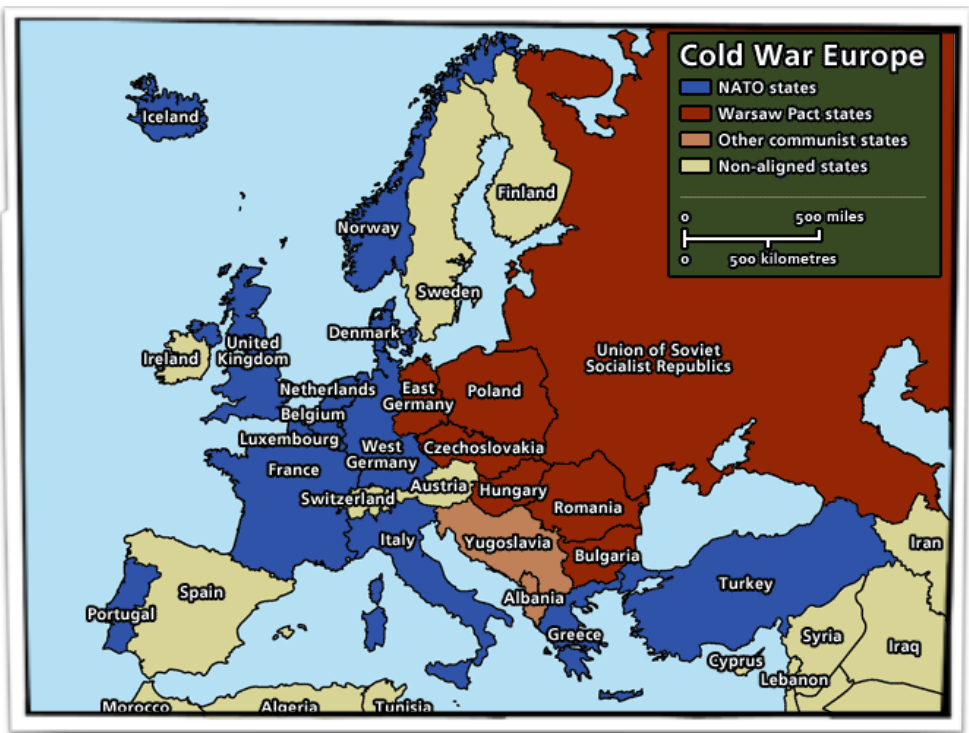 Cold War Europe
NATO states
Warsaw Pact states
Other communist states
Non-aligned states
0 500 miles
0 500 kilometres
Iceland
Finland
Norway
Sweden
Denmark
United
Kingdom
Ireland
Union of Soviet
Socialist Republics
Netherlands
East
Germany
Poland
Belgium
Luxembourg
West
Germany
Czechoslovakia
France
Switzerland
Austria
Hungary
Romania
Italy
Yugoslavia
Bulgaria
Iran
Spain
Portugal
Albania
Turkey
Greece
Syria
Iraq
Cyprus
Lebanon
Morocco
Algeria
Tunisia